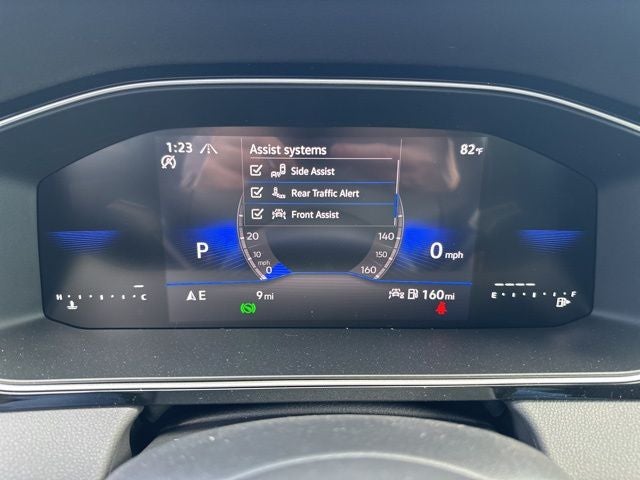 1:23
Assist systems
82°F
Side Assist
Rear Traffic Alert
Front Assist
20
140
P
0 mph
10
150
mph
0
160
H C
E
9 mi
160 mi
E F